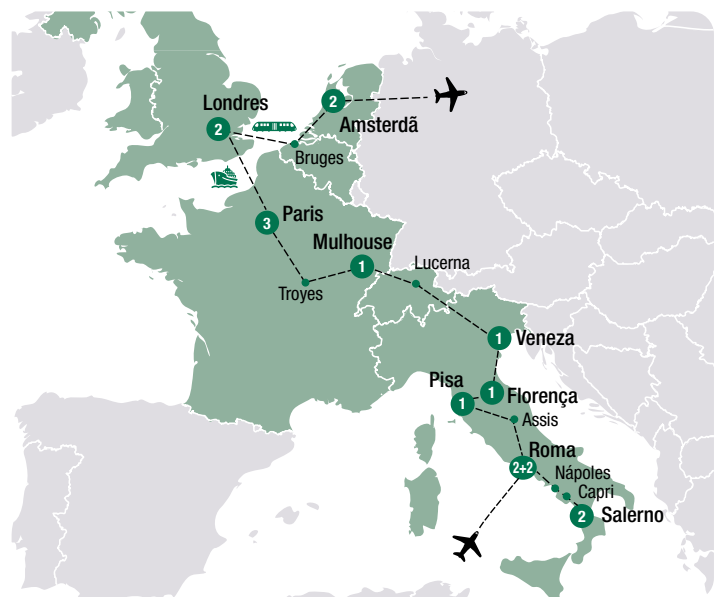 Londres
2
2
Amsterdã
Bruges
3
Paris
Mulhouse
1
Lucerna
Troyes
1
Veneza
Pisa
1
1
Florença
Assis
Roma
2+2
Nápoles
Capri
2
Salerno